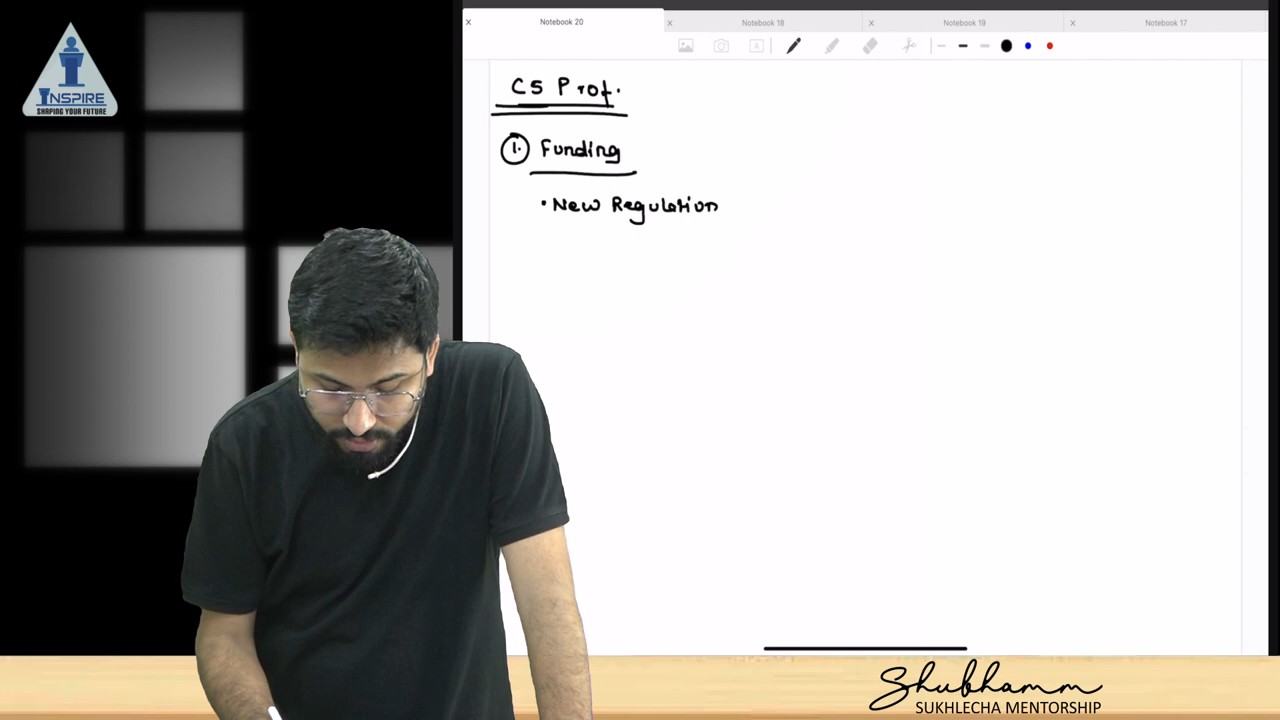 INSPIRE
SHAPING YOUR FUTURE
x Notebook 20
x Notebook 18
x Notebook 19
x Notebook 17
A
CS Prof.
1. Funding
• New Regulation
Shubhamm
SUKHLECHA MENTORSHIP